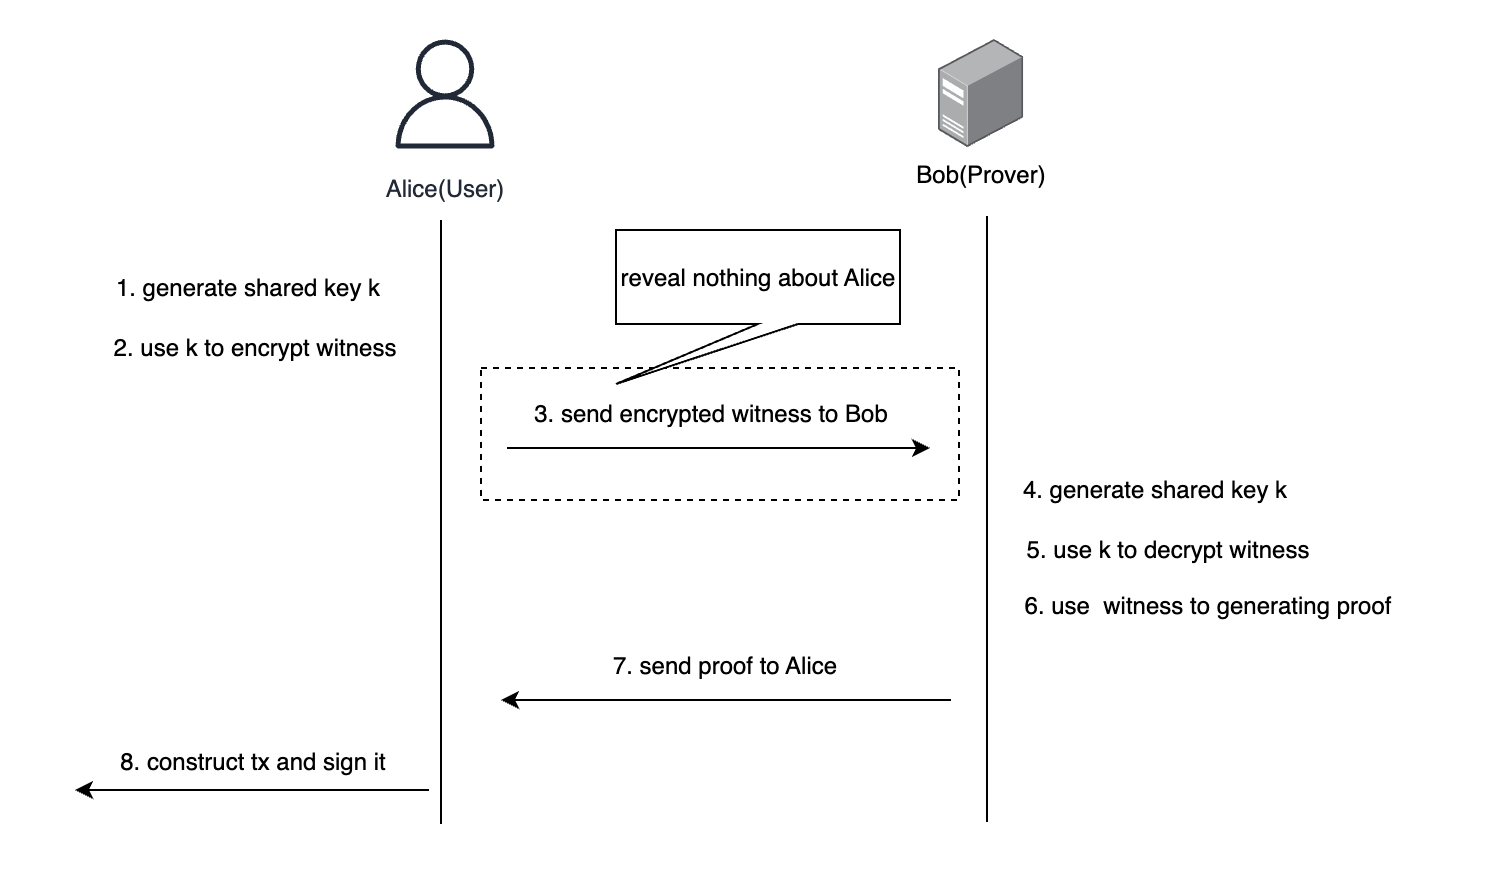 Alice(User)
Bob(Prover)
reveal nothing about Alice
1. generate shared key k
2. use k to encrypt witness
3. send encrypted witness to Bob
4. generate shared key k
5. use k to decrypt witness
6. use  witness to generating proof
7. send proof to Alice
8. construct tx and sign it